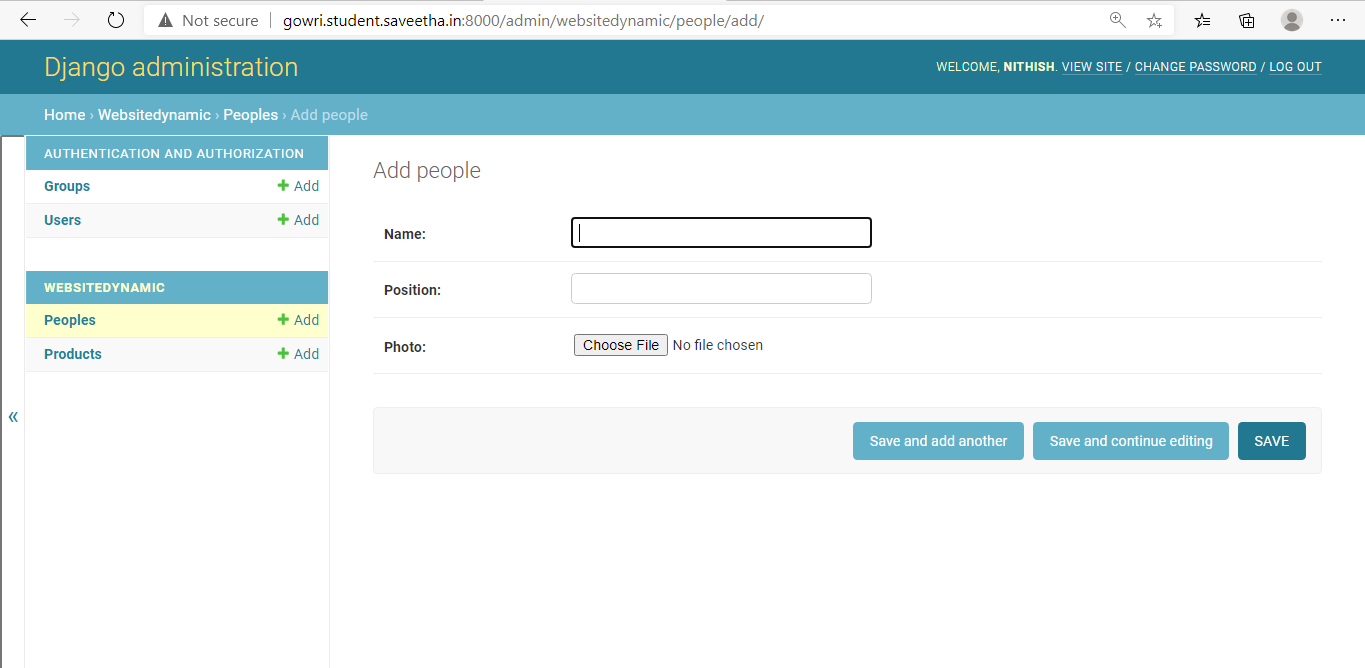 Not secure | gowri.student.saveetha.in:8000/admin/websitedynamic/people/add/
Django administration
WELCOME, NITHISH. VIEW SITE / CHANGE PASSWORD / LOG OUT
Home › Websitedynamic › Peoples › Add people
AUTHENTICATION AND AUTHORIZATION
Groups + Add
Users + Add
WEBSITEDYNAMIC
Peoples + Add
Products + Add
«
Add people
Name:
Position:
Photo: Choose File No file chosen
Save and add another Save and continue editing SAVE